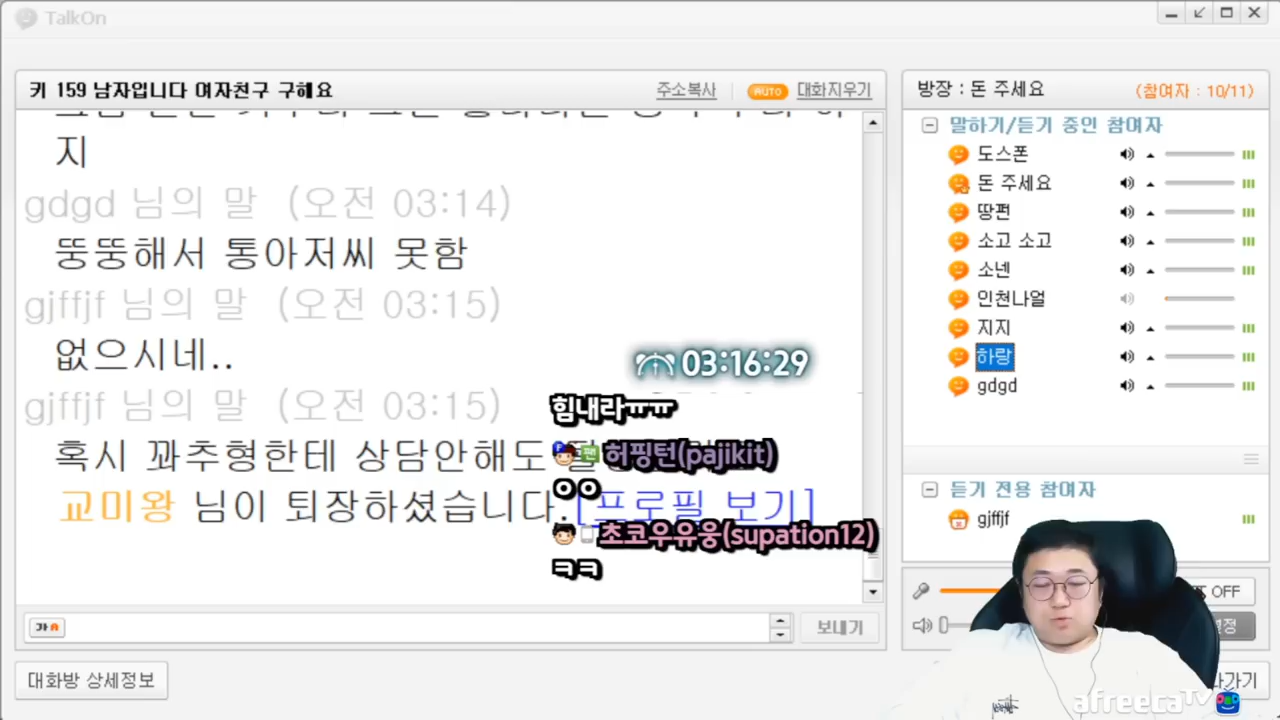 TalkOn
키 159 남자입니다 여자친구 구해요
주소복사
AUTO
대화지우기
지
gdgd 님의 말 (오전 03:14)
뚱뚱해서 통아저씨 못함
gjffjf 님의 말 (오전 03:15)
없으시네..
gjffjf 님의 말 (오전 03:15)
혹시 꽈추형한테 상담안해도
교미왕 님이 퇴장하셨습니다.[프로필 보기]
03:16:29
힘내라ㅠㅠ
팬 허핑턴(pajikit)
ㅇㅇ
초코우유웅(supation12)
ㅋㅋ
가
보내기
대화방 상세정보
방장 : 돈 주세요
(참여자 : 10/11)
말하기/듣기 중인 참여자
도스폰
돈 주세요
땅펀
소고 소고
소넨
인천나얼
지지
하랑
gdgd
듣기 전용 참여자
gjffjf
OFF
afreecaTV